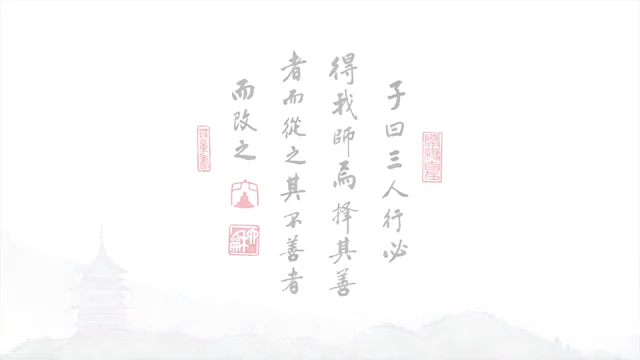 子曰三人行必
得我師焉擇其善
者而從之其不善者
而改之